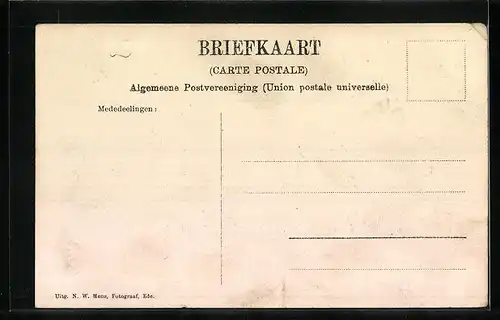 BRIEFKAART
(CARTE POSTALE)
Algemeene Postvereeniging (Union postale universelle)
Mededeelingen:
Uitg. N. W. Mens, Fotograaf, Ede.